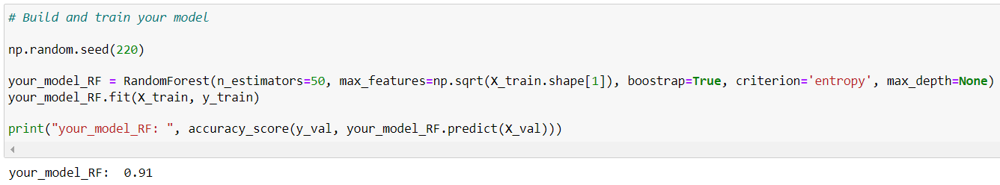 # Build and train your model
np.random.seed(220)
your_model_RF = RandomForest(n_estimators=50, max_features=np.sqrt(X_train.shape[1]), boostrap=True, criterion='entropy', max_depth=None)
your_model_RF.fit(X_train, y_train)
print("your_model_RF: ", accuracy_score(y_val, your_model_RF.predict(X_val)))
your_model_RF:  0.91